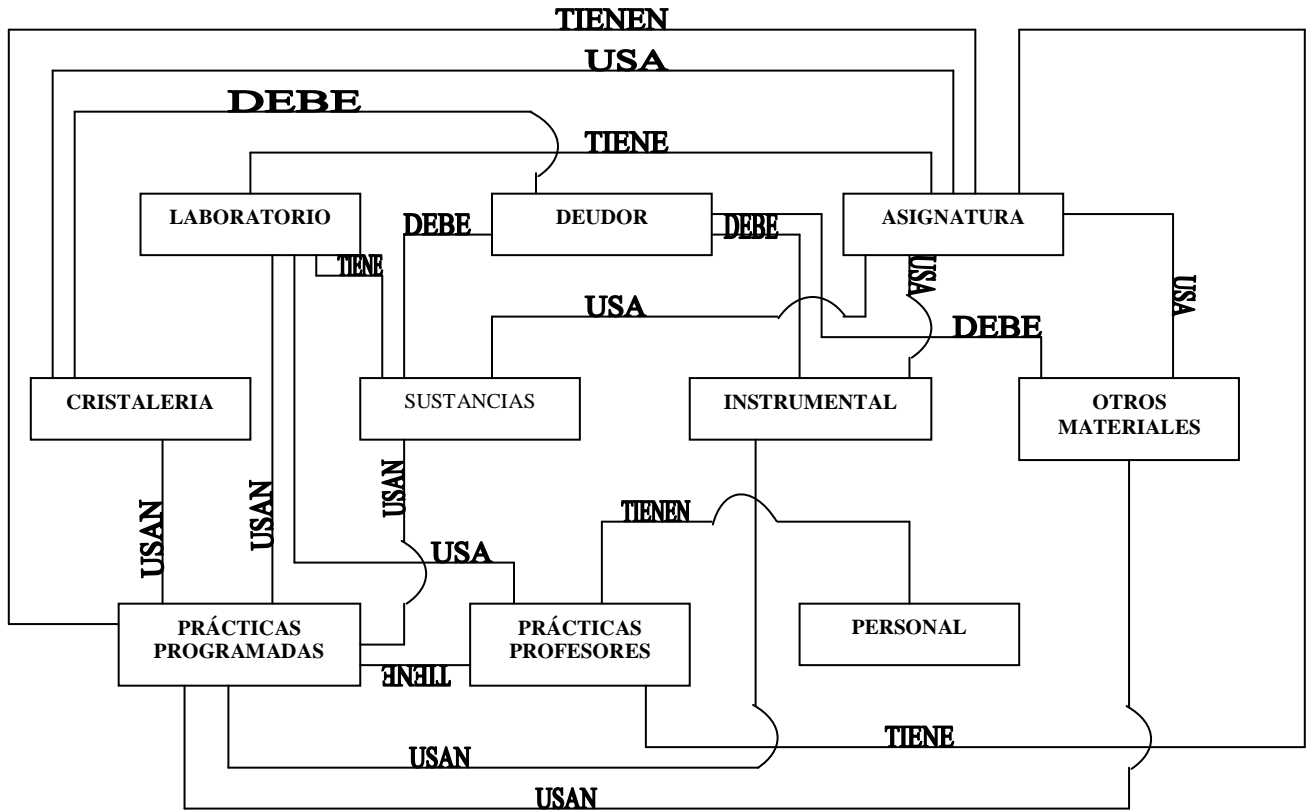 TIENEN
USA
DEBE
TIENE
LABORATORIO
DEUDOR
ASIGNATURA
DEBE
DEBE
TIENE
USA
USA
USA
DEBE
CRISTALERIA
SUSTANCIAS
INSTRUMENTAL
OTROS
MATERIALES
USAN
USAN
USAN
TIENEN
USA
PRÁCTICAS
PROGRAMADAS
PRÁCTICAS
PROFESORES
PERSONAL
TIENE
TIENE
USAN
USAN